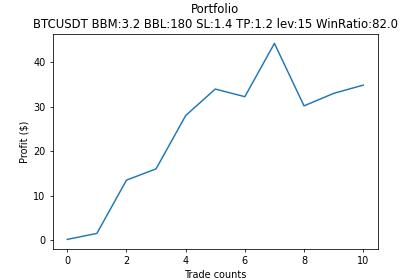 Portfolio
BTCUSDT BBM:3.2 BBL:180 SL:1.4 TP:1.2 lev:15 WinRatio:82.0
40
30
20
10
0
Profit ($)
0 2 4 6 8 10
Trade counts